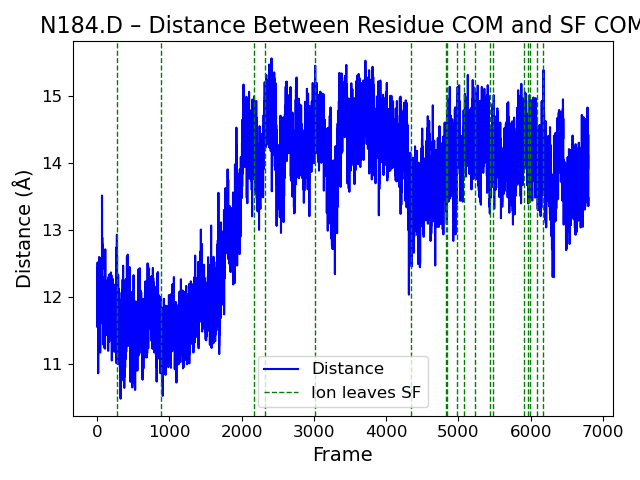 N184.D – Distance Between Residue COM and SF COM
15
14
13
12
11
Distance (Å)
Distance
Ion leaves SF
0 1000 2000 3000 4000 5000 6000 7000
Frame